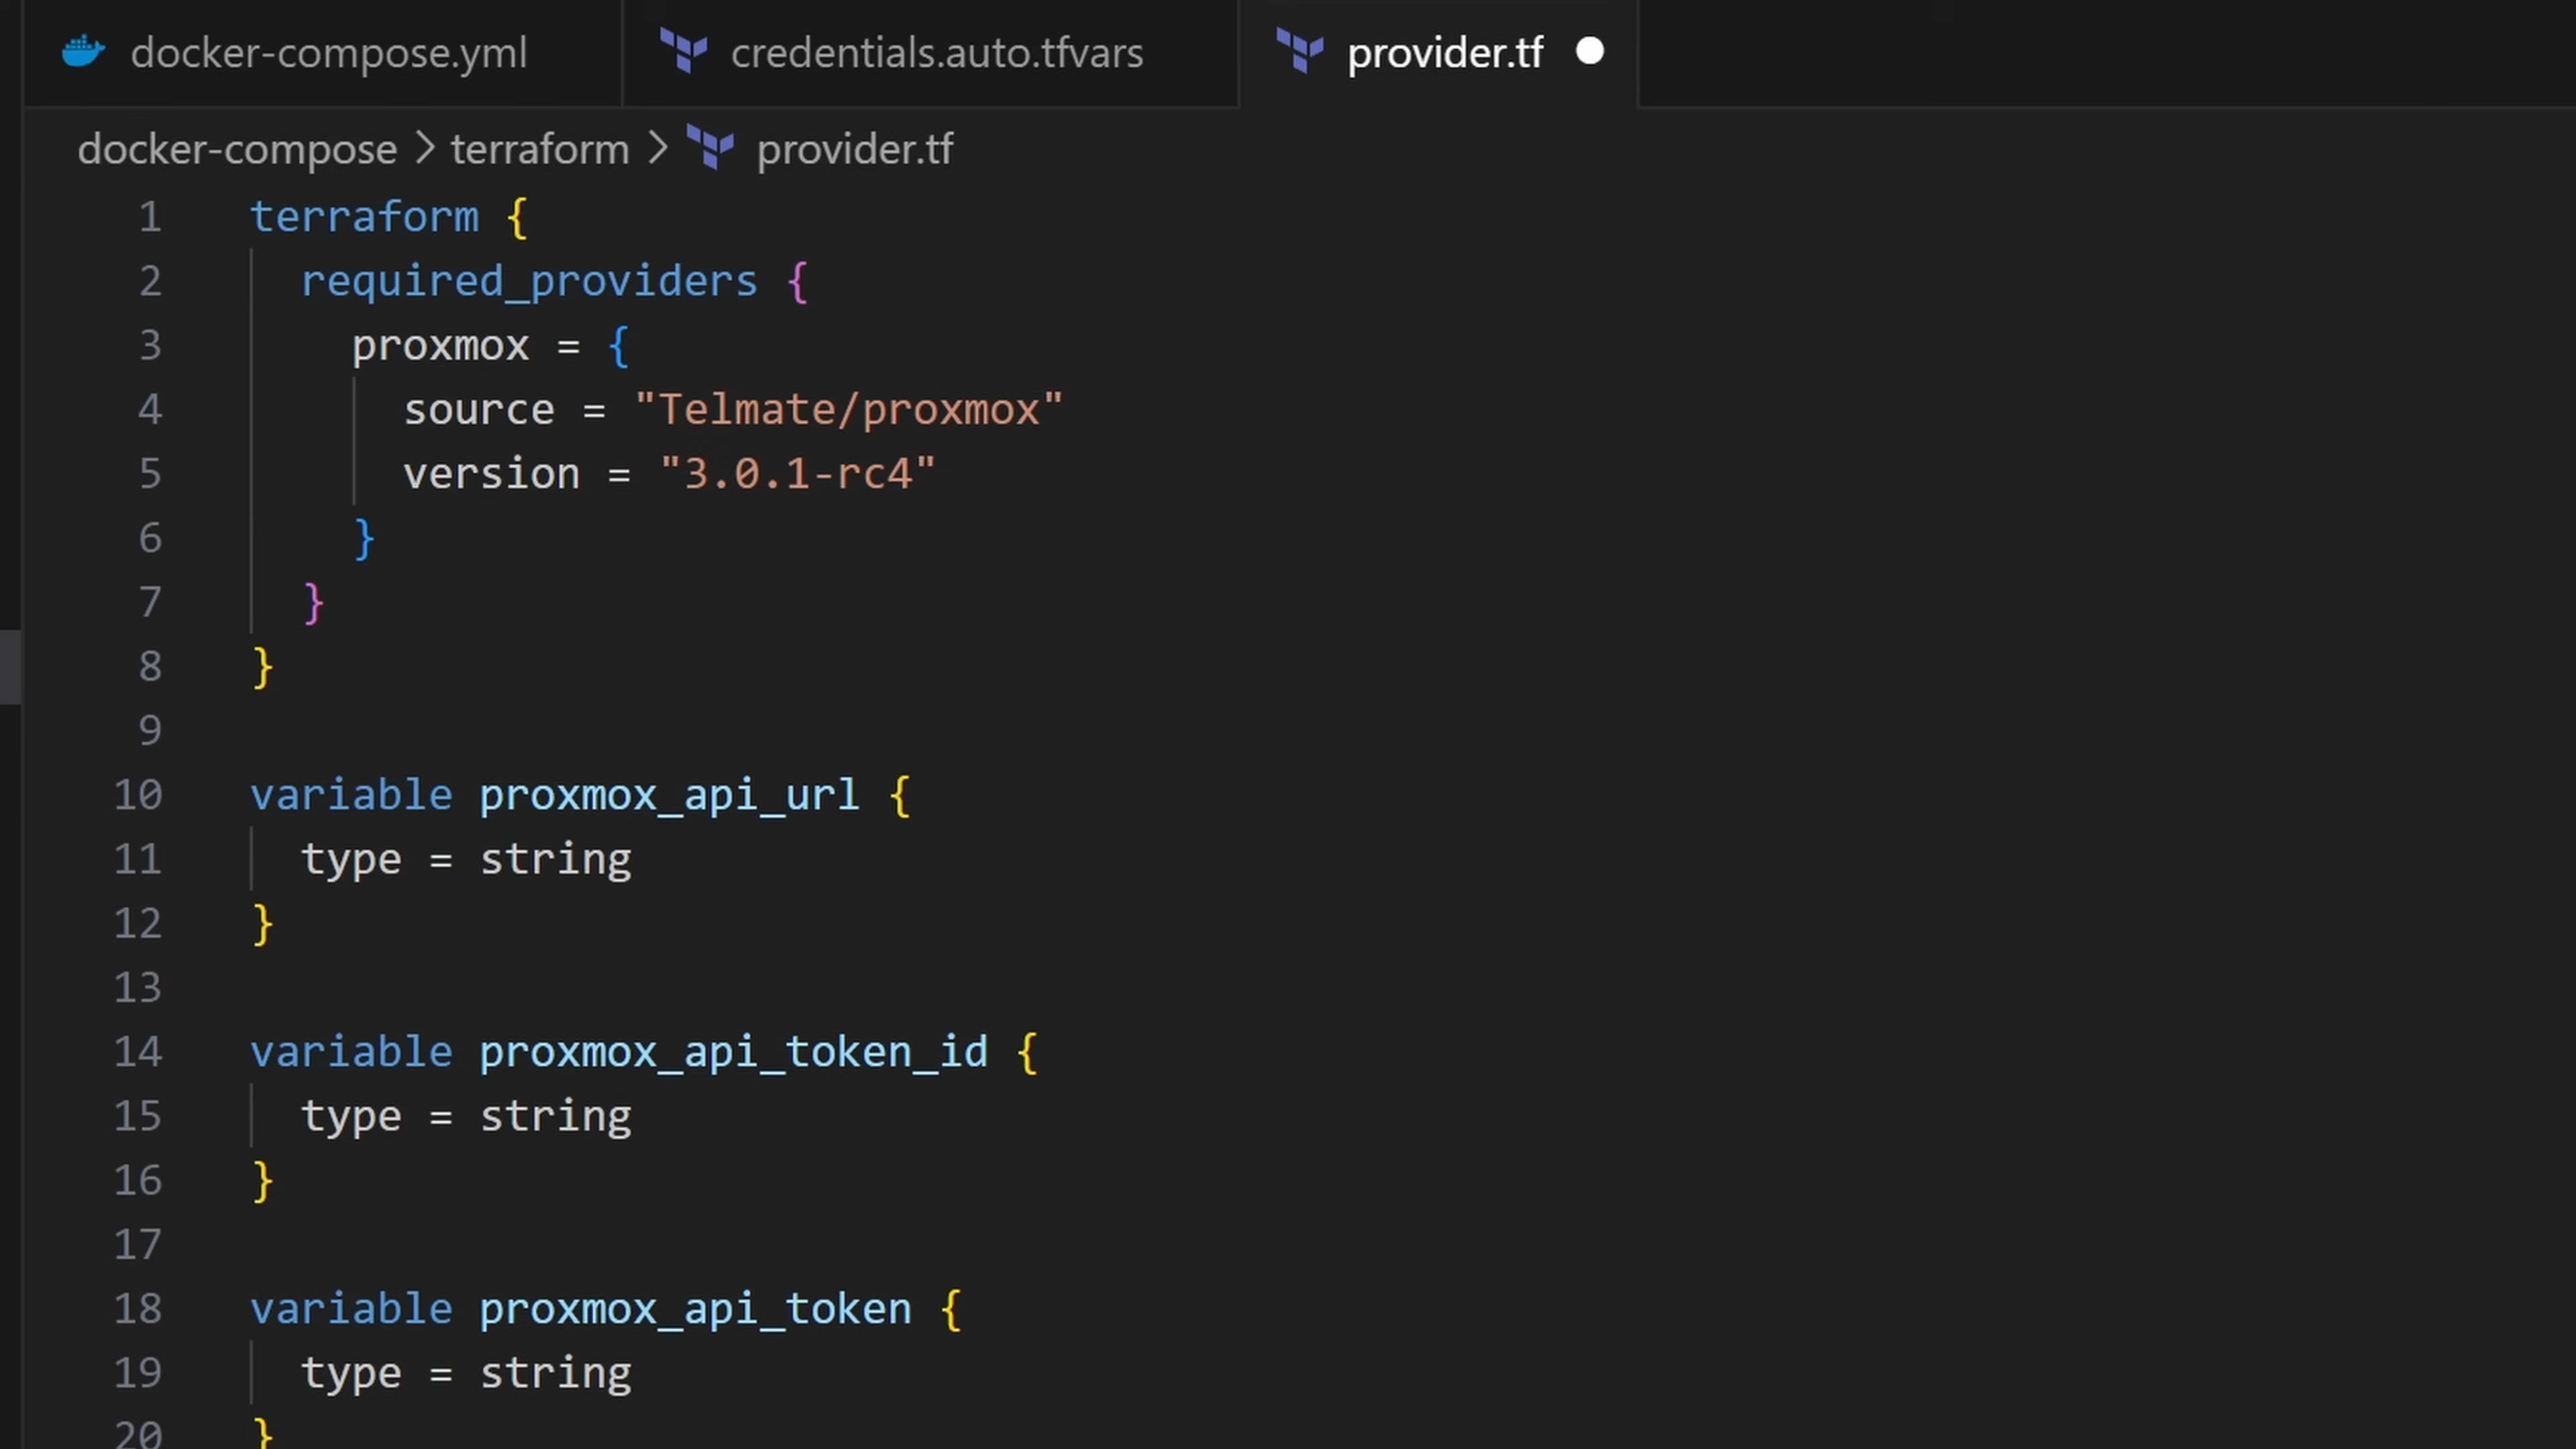 docker-compose.yml credentials.auto.tfvars provider.tf
docker-compose > terraform > provider.tf
1 terraform {
2   required_providers {
3     proxmox = {
4       source = "Telmate/proxmox"
5       version = "3.0.1-rc4"
6     }
7   }
8 }
9
10 variable proxmox_api_url {
11   type = string
12 }
13
14 variable proxmox_api_token_id {
15   type = string
16 }
17
18 variable proxmox_api_token {
19   type = string
20 }